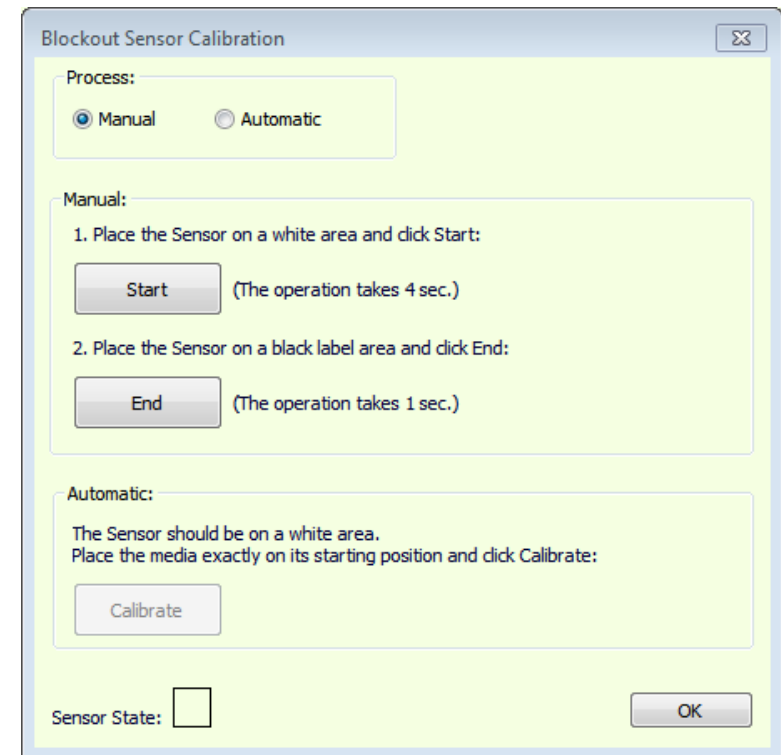 Blockout Sensor Calibration
Process:
Manual Automatic
Manual:
1. Place the Sensor on a white area and click Start:
Start (The operation takes 4 sec.)
2. Place the Sensor on a black label area and click End:
End (The operation takes 1 sec.)
Automatic:
The Sensor should be on a white area.
Place the media exactly on its starting position and click Calibrate:
Calibrate
Sensor State: OK